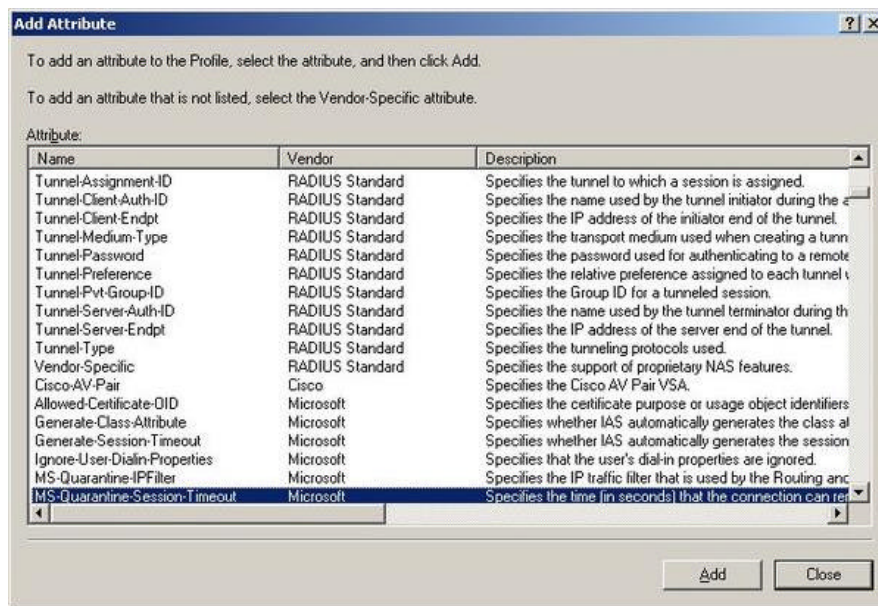 Add Attribute
To add an attribute to the Profile, select the attribute, and then click Add.
To add an attribute that is not listed, select the Vendor-Specific attribute.
Attribute:
Name Vendor Description
Tunnel-Assignment-ID RADIUS Standard Specifies the tunnel to which a session is assigned.
Tunnel-Client-Auth-ID RADIUS Standard Specifies the name used by the tunnel initiator during the a
Tunnel-Client-Endpt RADIUS Standard Specifies the IP address of the initiator end of the tunnel.
Tunnel-Medium-Type RADIUS Standard Specifies the transport medium used when creating a tunn
Tunnel-Password RADIUS Standard Specifies the password used for authenticating to a remote
Tunnel-Preference RADIUS Standard Specifies the relative preference assigned to each tunnel
Tunnel-Pvt-Group-ID RADIUS Standard Specifies the Group ID for a tunneled session.
Tunnel-Server-Auth-ID RADIUS Standard Specifies the name used by the tunnel terminator during th
Tunnel-Server-Endpt RADIUS Standard Specifies the IP address of the server end of the tunnel.
Tunnel-Type RADIUS Standard Specifies the tunneling protocols used.
Vendor-Specific RADIUS Standard Specifies the support of proprietary NAS features.
Cisco-AV-Pair Cisco Specifies the Cisco AV Pair VSA.
Allowed-Certificate-OID Microsoft Specifies the certificate purpose or usage object identifiers
Generate-Class-Attribute Microsoft Specifies whether IAS automatically generates the class at
Generate-Session-Timeout Microsoft Specifies whether IAS automatically generates the session
Ignore-User-Dialin-Properties Microsoft Specifies that the user's dial-in properties are ignored.
MS-Quarantine-IPFilter Microsoft Specifies the IP traffic filter that is used by the Routing and
MS-Quarantine-Session-Timeout Microsoft Specifies the time (in seconds) that the connection can rer
Add Close